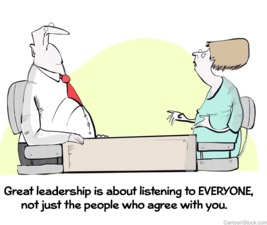 Great leadership is about listening to EVERYONE,
not just the people who agree with you.
CartoonStock.com